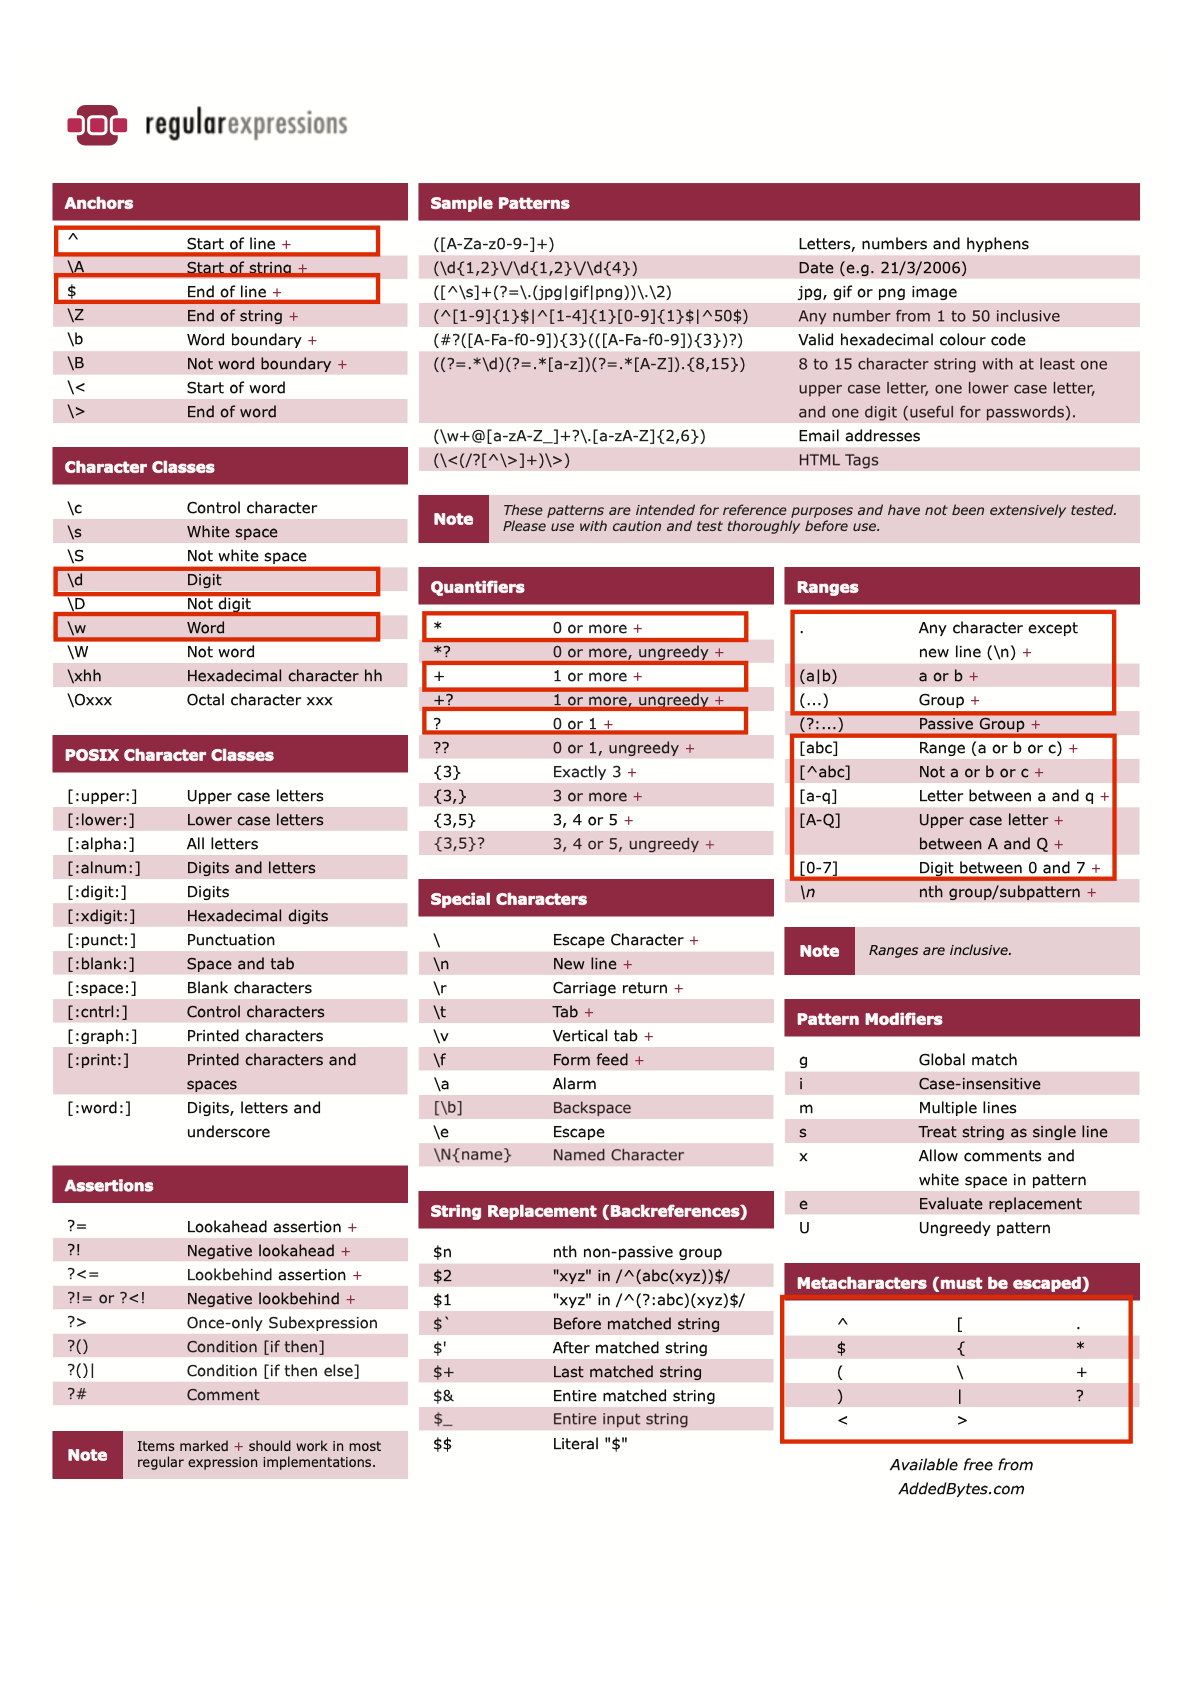 regularexpressions
Anchors
^ Start of line +
\A Start of string +
$ End of line +
\Z End of string +
\b Word boundary +
\B Not word boundary +
\< Start of word
\> End of word
Character Classes
\c Control character
\s White space
\S Not white space
\d Digit
\D Not digit
\w Word
\W Not word
\xhh Hexadecimal character hh
\Oxxx Octal character xxx
POSIX Character Classes
[:upper:] Upper case letters
[:lower:] Lower case letters
[:alpha:] All letters
[:alnum:] Digits and letters
[:digit:] Digits
[:xdigit:] Hexadecimal digits
[:punct:] Punctuation
[:blank:] Space and tab
[:space:] Blank characters
[:cntrl:] Control characters
[:graph:] Printed characters
[:print:] Printed characters and
spaces
[:word:] Digits, letters and
underscore
Assertions
?= Lookahead assertion +
?! Negative lookahead +
?<= Lookbehind assertion +
?!= or ?<! Negative lookbehind +
?> Once-only Subexpression
?() Condition [if then]
?()| Condition [if then else]
?# Comment
Note Items marked + should work in most
regular expression implementations.
Sample Patterns
([A-Za-z0-9-]+) Letters, numbers and hyphens
(\d{1,2}\/\d{1,2}\/\d{4}) Date (e.g. 21/3/2006)
([^\s]+(?=\.(jpg|gif|png))\.\2) jpg, gif or png image
(^[1-9]{1}$|^[1-4]{1}[0-9]{1}$|^50$) Any number from 1 to 50 inclusive
(#?([A-Fa-f0-9]){3}(([A-Fa-f0-9]){3})?) Valid hexadecimal colour code
((?=.*\d)(?=.*[a-z])(?=.*[A-Z]).{8,15}) 8 to 15 character string with at least one
upper case letter, one lower case letter,
and one digit (useful for passwords).
(\w+@[a-zA-Z_]+?\.[a-zA-Z]{2,6}) Email addresses
(\<(/?[^\>]+)\>) HTML Tags
Note These patterns are intended for reference purposes and have not been extensively tested.
Please use with caution and test thoroughly before use.
Quantifiers
* 0 or more +
*? 0 or more, ungreedy +
+ 1 or more +
+? 1 or more, ungreedy +
? 0 or 1 +
?? 0 or 1, ungreedy +
{3} Exactly 3 +
{3,} 3 or more +
{3,5} 3, 4 or 5 +
{3,5}? 3, 4 or 5, ungreedy +
Special Characters
\ Escape Character +
\n New line +
\r Carriage return +
\t Tab +
\v Vertical tab +
\f Form feed +
\a Alarm
[\b] Backspace
\e Escape
\N{name} Named Character
String Replacement (Backreferences)
$n nth non-passive group
$2 "xyz" in /^(abc(xyz))$/
$1 "xyz" in /^(?:abc)(xyz)$/
$` Before matched string
$' After matched string
$+ Last matched string
$& Entire matched string
$_ Entire input string
$$ Literal "$"
Ranges
. Any character except
new line (\n) +
(a|b) a or b +
(...) Group +
(?:...) Passive Group +
[abc] Range (a or b or c) +
[^abc] Not a or b or c +
[a-q] Letter between a and q +
[A-Q] Upper case letter +
between A and Q +
[0-7] Digit between 0 and 7 +
\n nth group/subpattern +
Note Ranges are inclusive.
Pattern Modifiers
g Global match
i Case-insensitive
m Multiple lines
s Treat string as single line
x Allow comments and
white space in pattern
e Evaluate replacement
U Ungreedy pattern
Metacharacters (must be escaped)
^ [ .
$ { *
( \ +
) | ?
< >
Available free from
AddedBytes.com